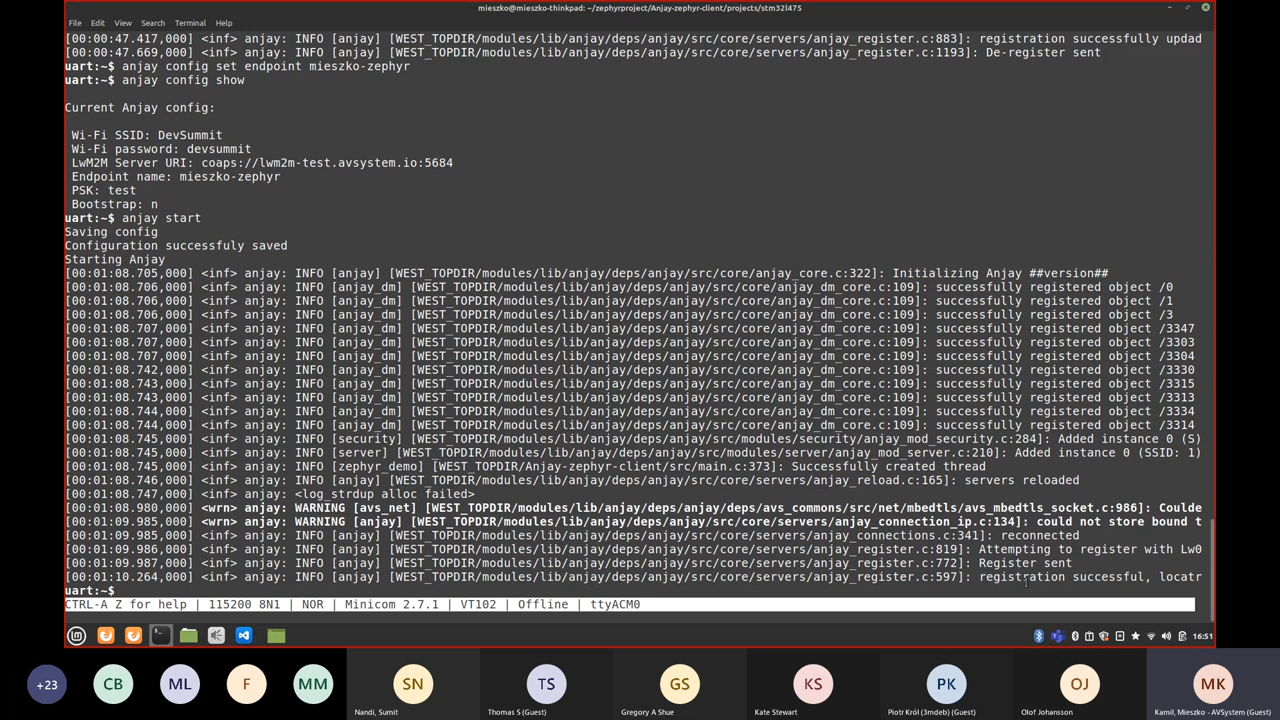 mieszko@mieszko-thinkpad: ~/zephyrproject/Anjay-zephyr-client/projects/stm32l475
File Edit View Search Terminal Help
[00:00:47.417,000] <inf> anjay: INFO [anjay] [WEST_TOPDIR/modules/lib/anjay/deps/anjay/src/core/servers/anjay_register.c:883]: registration successfully updad
[00:00:47.669,000] <inf> anjay: INFO [anjay] [WEST_TOPDIR/modules/lib/anjay/deps/anjay/src/core/servers/anjay_register.c:1193]: De-register sent
uart:~$ anjay config set endpoint mieszko-zephyr
uart:~$ anjay config show
Current Anjay config:
Wi-Fi SSID: DevSummit
Wi-Fi password: devsummit
LwM2M Server URI: coaps://lwm2m-test.avsystem.io:5684
Endpoint name: mieszko-zephyr
PSK: test
Bootstrap: n
uart:~$ anjay start
Saving config
Configuration successfuly saved
Starting Anjay
[00:01:08.705,000] <inf> anjay: INFO [anjay] [WEST_TOPDIR/modules/lib/anjay/deps/anjay/src/core/anjay_core.c:322]: Initializing Anjay ##version##
[00:01:08.706,000] <inf> anjay: INFO [anjay_dm] [WEST_TOPDIR/modules/lib/anjay/deps/anjay/src/core/anjay_dm_core.c:109]: successfully registered object /0
[00:01:08.706,000] <inf> anjay: INFO [anjay_dm] [WEST_TOPDIR/modules/lib/anjay/deps/anjay/src/core/anjay_dm_core.c:109]: successfully registered object /1
[00:01:08.706,000] <inf> anjay: INFO [anjay_dm] [WEST_TOPDIR/modules/lib/anjay/deps/anjay/src/core/anjay_dm_core.c:109]: successfully registered object /3
[00:01:08.707,000] <inf> anjay: INFO [anjay_dm] [WEST_TOPDIR/modules/lib/anjay/deps/anjay/src/core/anjay_dm_core.c:109]: successfully registered object /3347
[00:01:08.707,000] <inf> anjay: INFO [anjay_dm] [WEST_TOPDIR/modules/lib/anjay/deps/anjay/src/core/anjay_dm_core.c:109]: successfully registered object /3303
[00:01:08.707,000] <inf> anjay: INFO [anjay_dm] [WEST_TOPDIR/modules/lib/anjay/deps/anjay/src/core/anjay_dm_core.c:109]: successfully registered object /3304
[00:01:08.742,000] <inf> anjay: INFO [anjay_dm] [WEST_TOPDIR/modules/lib/anjay/deps/anjay/src/core/anjay_dm_core.c:109]: successfully registered object /3330
[00:01:08.743,000] <inf> anjay: INFO [anjay_dm] [WEST_TOPDIR/modules/lib/anjay/deps/anjay/src/core/anjay_dm_core.c:109]: successfully registered object /3315
[00:01:08.743,000] <inf> anjay: INFO [anjay_dm] [WEST_TOPDIR/modules/lib/anjay/deps/anjay/src/core/anjay_dm_core.c:109]: successfully registered object /3313
[00:01:08.744,000] <inf> anjay: INFO [anjay_dm] [WEST_TOPDIR/modules/lib/anjay/deps/anjay/src/core/anjay_dm_core.c:109]: successfully registered object /3334
[00:01:08.744,000] <inf> anjay: INFO [anjay_dm] [WEST_TOPDIR/modules/lib/anjay/deps/anjay/src/core/anjay_dm_core.c:109]: successfully registered object /3314
[00:01:08.745,000] <inf> anjay: INFO [security] [WEST_TOPDIR/modules/lib/anjay/deps/anjay/src/modules/security/anjay_mod_security.c:284]: Added instance 0 (S)
[00:01:08.745,000] <inf> anjay: INFO [server] [WEST_TOPDIR/modules/lib/anjay/deps/anjay/src/modules/server/anjay_mod_server.c:210]: Added instance 0 (SSID: 1)
[00:01:08.745,000] <inf> anjay: INFO [zephyr_demo] [WEST_TOPDIR/Anjay-zephyr-client/src/main.c:373]: Successfully created thread
[00:01:08.746,000] <inf> anjay: INFO [anjay] [WEST_TOPDIR/modules/lib/anjay/deps/anjay/src/core/servers/anjay_reload.c:165]: servers reloaded
[00:01:08.747,000] <inf> anjay: <log_strdup alloc failed>
[00:01:08.980,000] <wrn> anjay: WARNING [avs_net] [WEST_TOPDIR/modules/lib/anjay/deps/anjay/deps/avs_commons/src/net/mbedtls/avs_mbedtls_socket.c:986]: Coulde
[00:01:09.985,000] <wrn> anjay: WARNING [anjay] [WEST_TOPDIR/modules/lib/anjay/deps/anjay/src/core/servers/anjay_connection_ip.c:134]: could not store bound t
[00:01:09.985,000] <inf> anjay: INFO [anjay] [WEST_TOPDIR/modules/lib/anjay/deps/anjay/src/core/servers/anjay_connections.c:341]: reconnected
[00:01:09.986,000] <inf> anjay: INFO [anjay] [WEST_TOPDIR/modules/lib/anjay/deps/anjay/src/core/servers/anjay_register.c:819]: Attempting to register with Lw0
[00:01:09.987,000] <inf> anjay: INFO [anjay] [WEST_TOPDIR/modules/lib/anjay/deps/anjay/src/core/servers/anjay_register.c:772]: Register sent
[00:01:10.264,000] <inf> anjay: INFO [anjay] [WEST_TOPDIR/modules/lib/anjay/deps/anjay/src/core/servers/anjay_register.c:597]: registration successful, locatr
uart:~$
CTRL-A Z for help | 115200 8N1 | NOR | Minicom 2.7.1 | VT102 | Offline | ttyACM0
16:51
+23 CB ML F MM SN TS GS KS PK OJ MK
Nandi, Sumit Thomas S (Guest) Gregory A Shue Kate Stewart Piotr Król (3mdeb) (Guest) Olof Johansson Kamil, Mieszko - AVSystem (Guest)